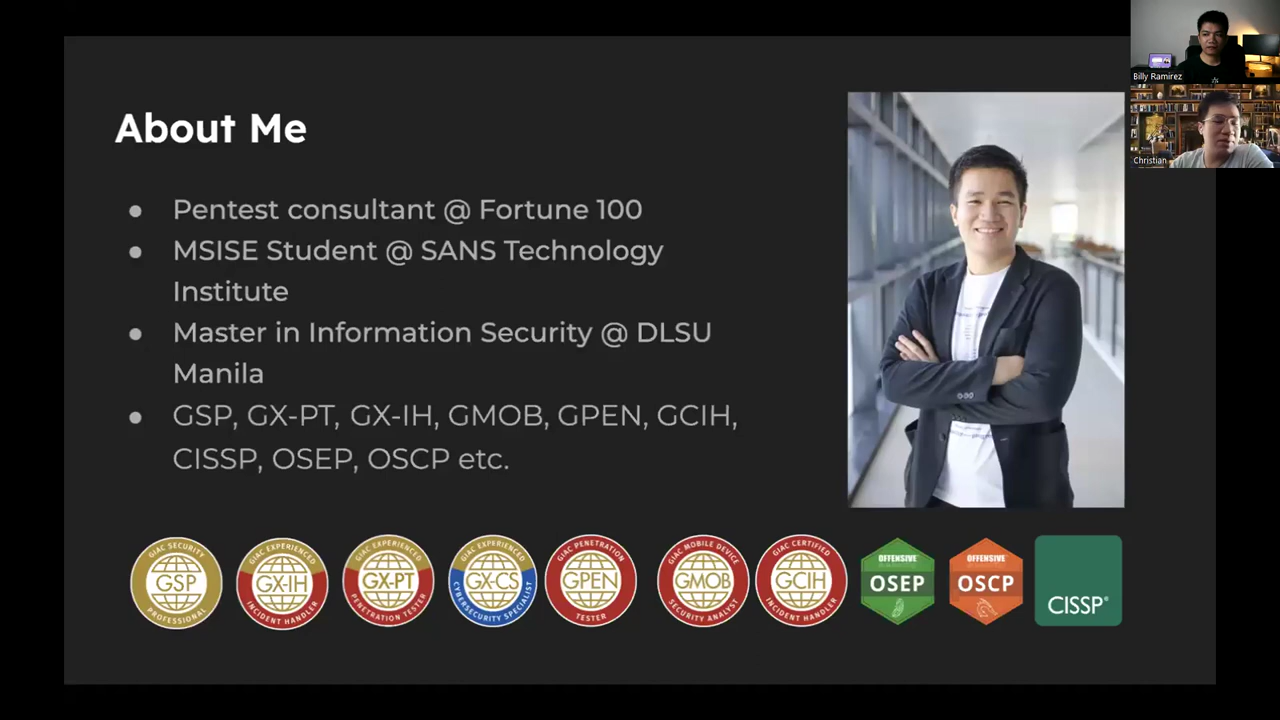 About Me
● Pentest consultant @ Fortune 100
● MSISE Student @ SANS Technology
Institute
● Master in Information Security @ DLSU
Manila
● GSP, GX-PT, GX-IH, GMOB, GPEN, GCIH,
CISSP, OSEP, OSCP etc.
Billy Ramirez
Christian
GIAC SECURITY
GSP
PROFESSIONAL
GIAC EXPERIENCED
GX-IH
INCIDENT HANDLER
GIAC EXPERIENCED
GX-PT
PENETRATION TESTER
GIAC EXPERIENCED
GX-CS
CYBERSECURITY SPECIALIST
GIAC PENETRATION
GPEN
TESTER
GIAC MOBILE DEVICE
GMOB
SECURITY ANALYST
GIAC CERTIFIED
GCIH
INCIDENT HANDLER
OFFENSIVE
OSEP
OFFENSIVE
OSCP
CISSP®